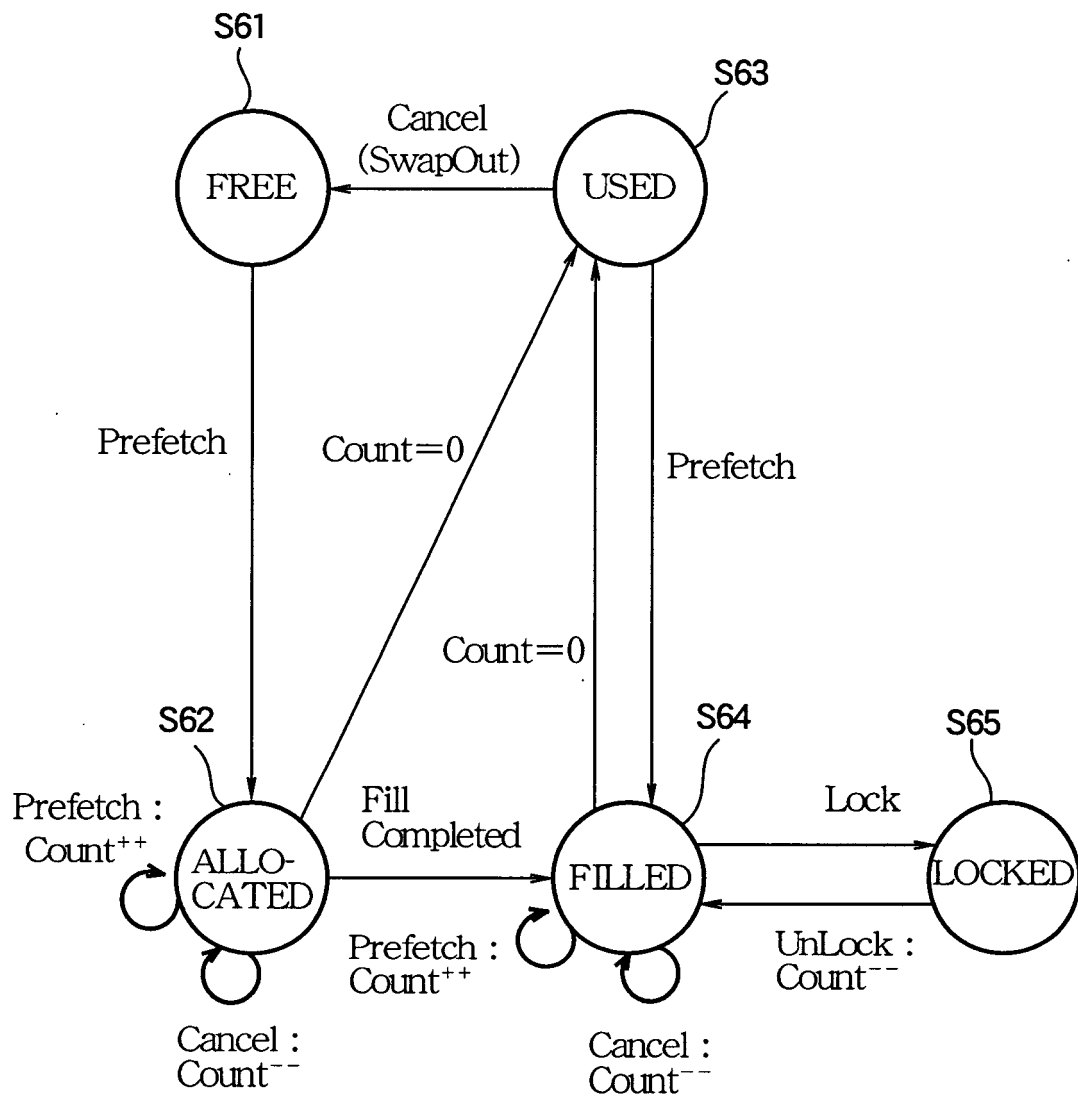 S61
S63
Cancel
(SwapOut)
FREE
USED
Prefetch
Count=0
Prefetch
Count=0
S62
S64
S65
Prefetch :
Count++
Fill
Completed
Lock
ALLO-
CATED
FILLED
LOCKED
Prefetch :
Count++
UnLock :
Count--
Cancel :
Count--
Cancel :
Count--